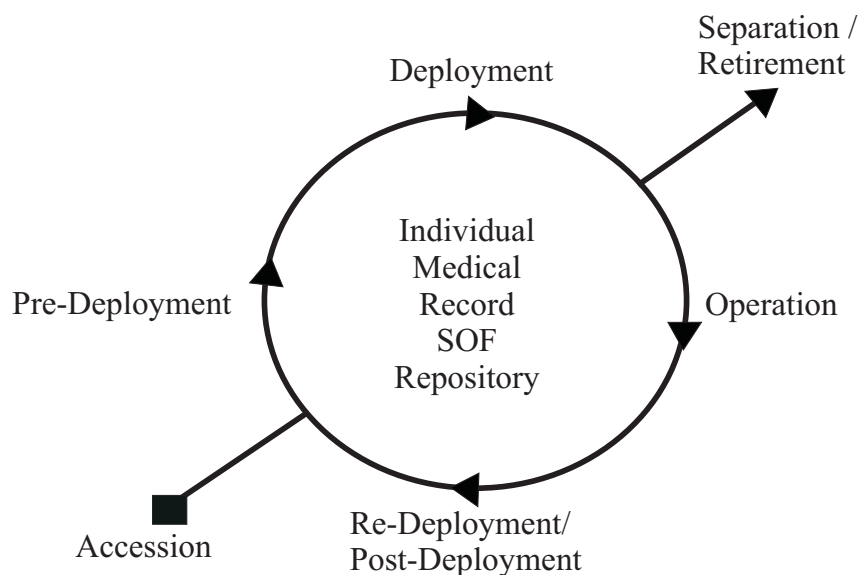 Separation /
Retirement
Deployment
Individual
Medical
Record
SOF
Repository
Pre-Deployment
Operation
Accession
Re-Deployment/
Post-Deployment